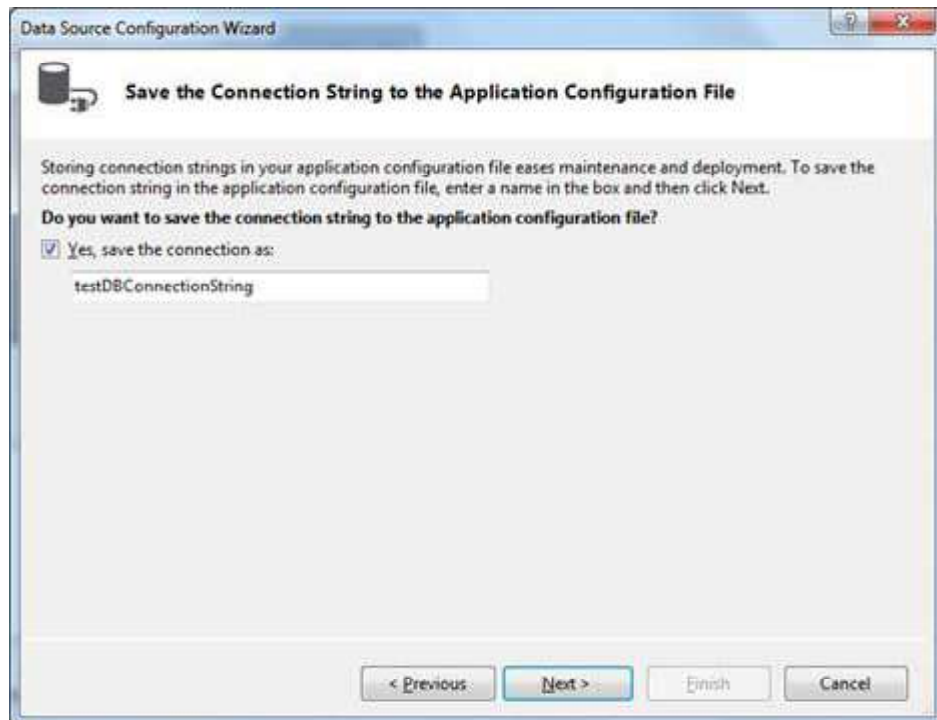 Data Source Configuration Wizard
Save the Connection String to the Application Configuration File
Storing connection strings in your application configuration file eases maintenance and deployment. To save the
connection string in the application configuration file, enter a name in the box and then click Next.
Do you want to save the connection string to the application configuration file?
Yes, save the connection as:
testDBConnectionString
< Previous Next > Finish Cancel